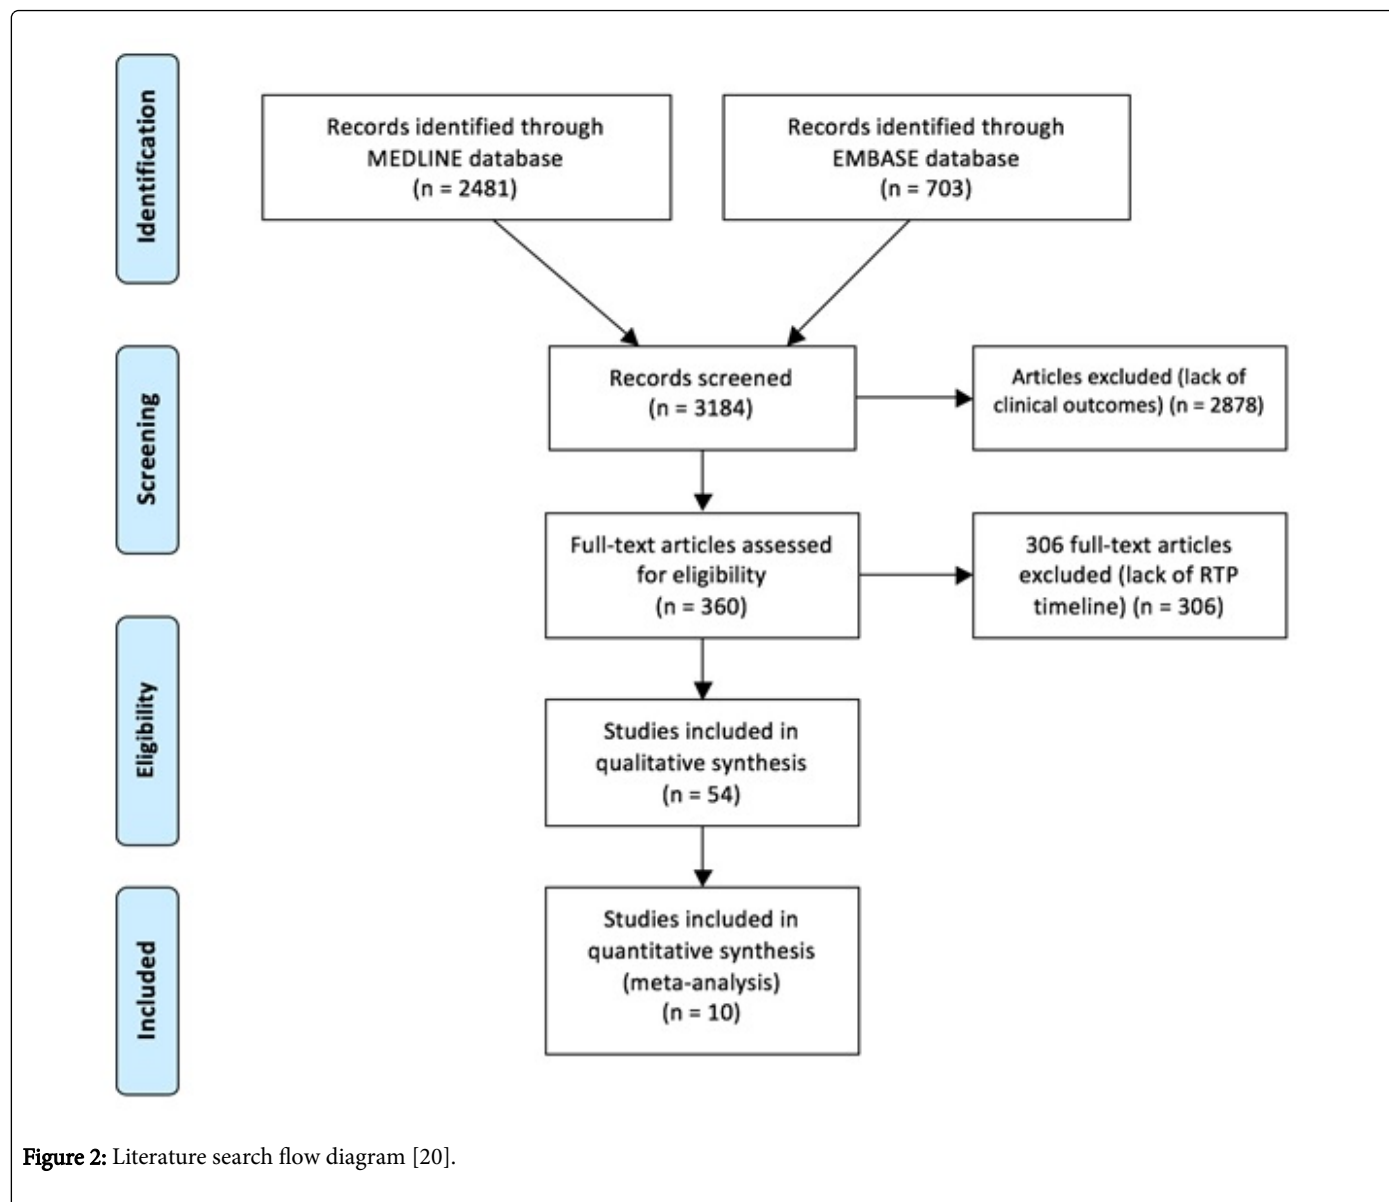 Identification
Records identified through
MEDLINE database
(n = 2481)
Records identified through
EMBASE database
(n = 703)
Screening
Records screened
(n = 3184)
Articles excluded (lack of
clinical outcomes) (n = 2878)
Full-text articles assessed
for eligibility
(n = 360)
306 full-text articles
excluded (lack of RTP
timeline) (n = 306)
Eligibility
Studies included in
qualitative synthesis
(n = 54)
Included
Studies included in
quantitative synthesis
(meta-analysis)
(n = 10)
Figure 2: Literature search flow diagram [20].